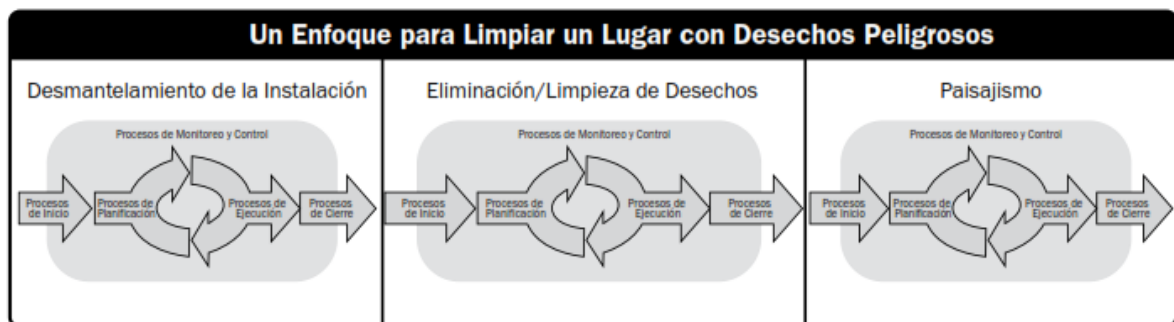 Un Enfoque para Limpiar un Lugar con Desechos Peligrosos
Desmantelamiento de la Instalación
Procesos de Monitoreo y Control
Procesos
de Inicio
Procesos de
Planificación
Procesos de
Ejecución
Procesos
de Cierre
Eliminación/Limpieza de Desechos
Procesos de Monitoreo y Control
Procesos
de Inicio
Procesos de
Planificación
Procesos de
Ejecución
Procesos
de Cierre
Paisajismo
Procesos de Monitoreo y Control
Procesos
de Inicio
Procesos de
Planificación
Procesos de
Ejecución
Procesos
de Cierre